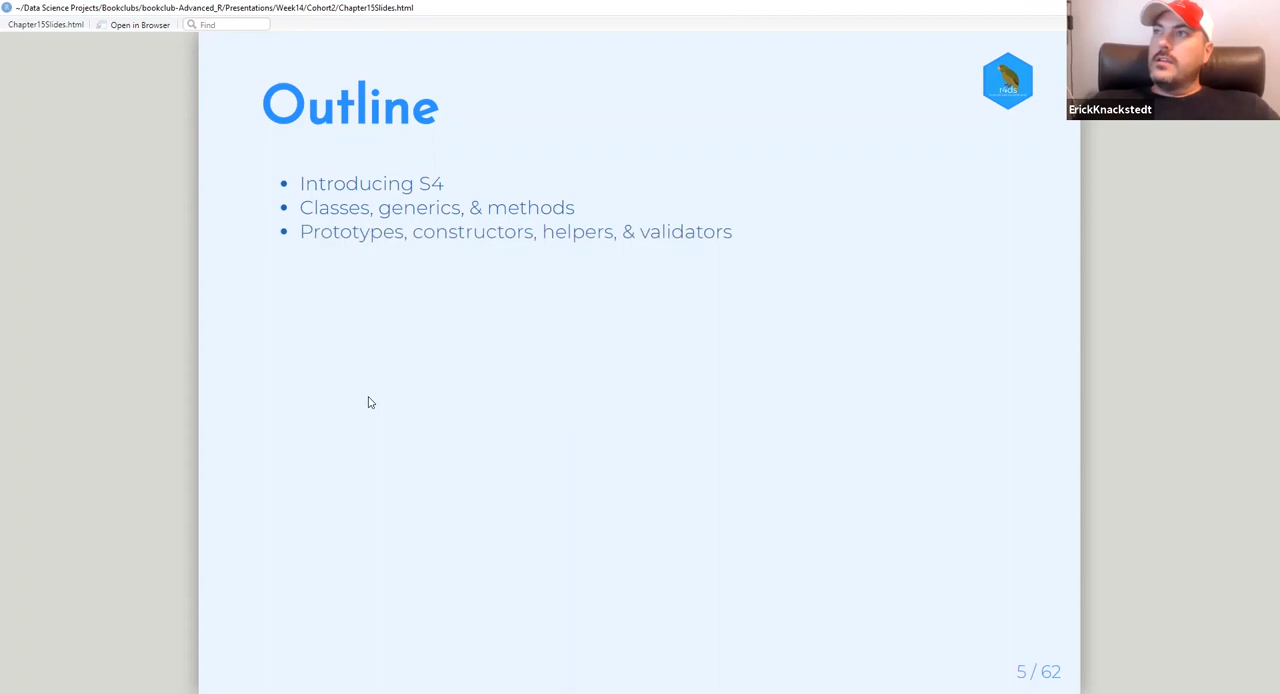 ~/Data Science Projects/Bookclubs/bookclub-Advanced_R/Presentations/Week14/Cohort2/Chapter15Slides.html
Chapter15Slides.html
Open in Browser
Find
Outline
r4ds
ErickKnackstedt
Introducing S4
Classes, generics, & methods
Prototypes, constructors, helpers, & validators
5 / 62